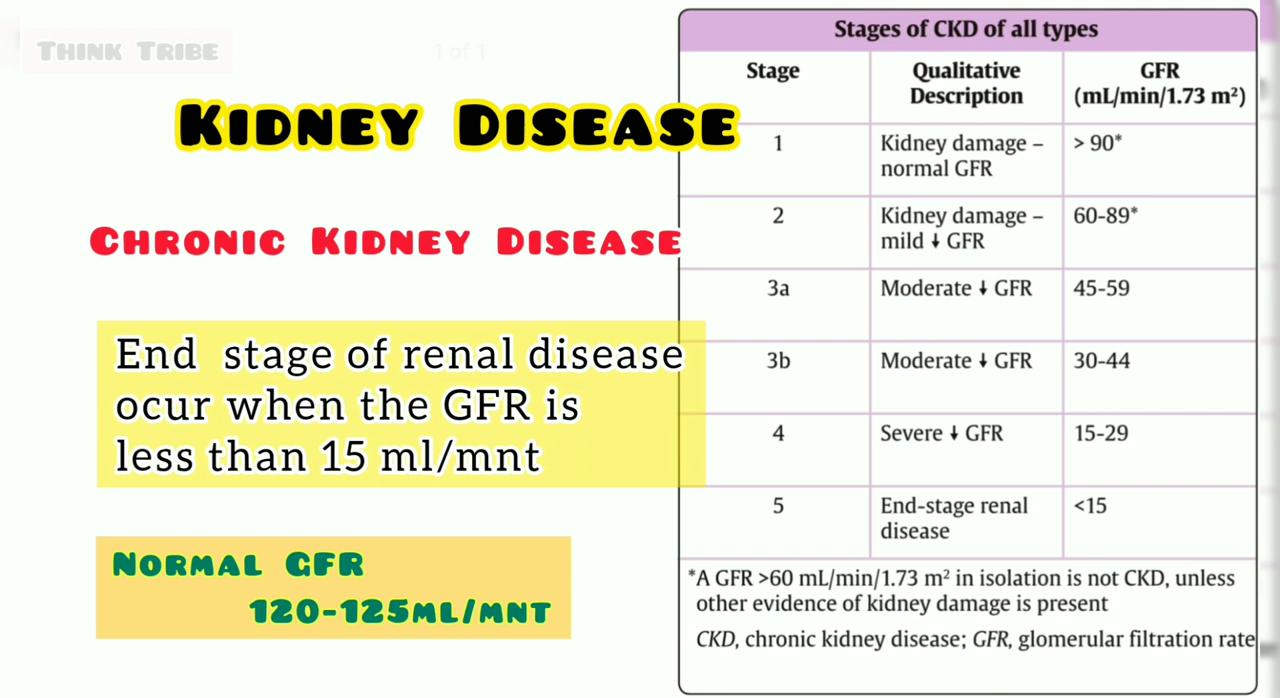 THINK TRIBE
1 of 1
KIDNEY DISEASE
CHRONIC KIDNEY DISEASE
End stage of renal disease
ocur when the GFR is
less than 15 ml/mnt
NORMAL GFR
120-125ML/MNT
Stages of CKD of all types
Stage
Qualitative
Description
GFR
(mL/min/1.73 m²)
1
Kidney damage –
normal GFR
> 90*
2
Kidney damage –
mild ↓ GFR
60-89*
3a
Moderate ↓ GFR
45-59
3b
Moderate ↓ GFR
30-44
4
Severe ↓ GFR
15-29
5
End-stage renal
disease
<15
*A GFR >60 mL/min/1.73 m² in isolation is not CKD, unless
other evidence of kidney damage is present
CKD, chronic kidney disease; GFR, glomerular filtration rate